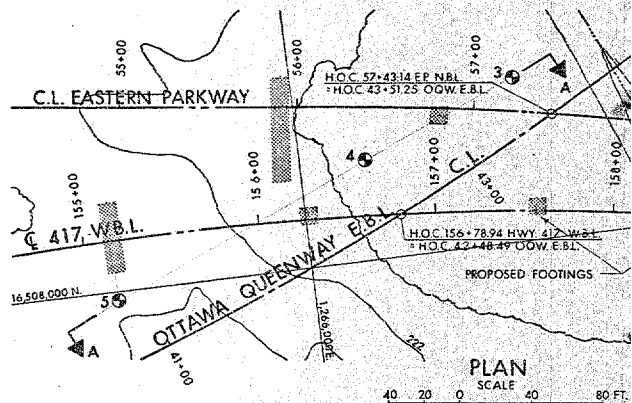 55+00
56+00
57+00
3
H.O.C. 57+43.14 E.P. N.B.L.
= H.O.C. 43+51.25 OQW. E.B.L.
A
C.L. EASTERN PARKWAY
4
C.L.
155+00
156+00
157+00
43+00
158+00
℄ 417 W.B.L.
H.O.C. 156+78.94 HWY. 417 W.B.L.
= H.O.C. 42+48.49 OQW. E.B.L.
PROPOSED FOOTINGS
16,508,000 N.
5
OTTAWA QUEENWAY E.B.L.
1,266,000 E.
A
41+00
222
PLAN
SCALE
40 20 0 40 80 FT.